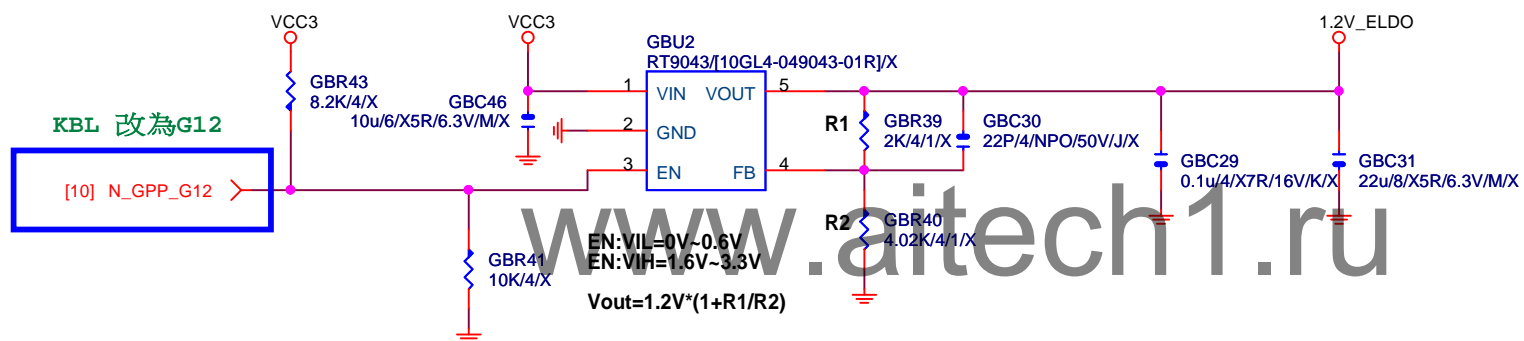 VCC3
VCC3
1.2V_ELDO
GBU2
RT9043/[10GL4-049043-01R]/X
GBR43
8.2K/4/X
GBC46
10u/6/X5R/6.3V/M/X
1
VIN
VOUT
5
2
GND
3
EN
FB
4
KBL 改為G12
[10] N_GPP_G12
R1
GBR39
2K/4/1/X
GBC30
22P/4/NPO/50V/J/X
GBC29
0.1u/4/X7R/16V/K/X
GBC31
22u/8/X5R/6.3V/M/X
R2
GBR40
4.02K/4/1/X
GBR41
10K/4/X
EN:VIL=0V~0.6V
EN:VIH=1.6V~3.3V
Vout=1.2V*(1+R1/R2)
www.aitech1.ru